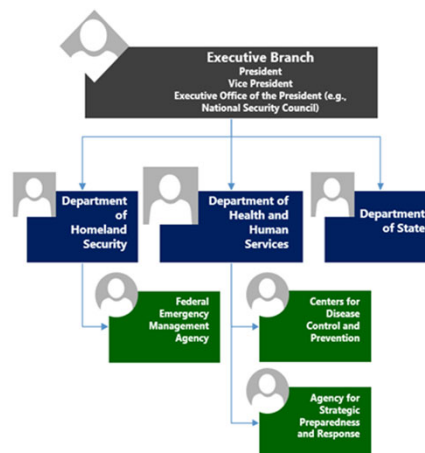 Executive Branch
President
Vice President
Executive Office of the President (e.g.,
National Security Council)
Department
of
Homeland
Security
Department of
Health and
Human
Services
Department
of State
Federal
Emergency
Management
Agency
Centers for
Disease
Control and
Prevention
Agency for
Strategic
Preparedness
and Response